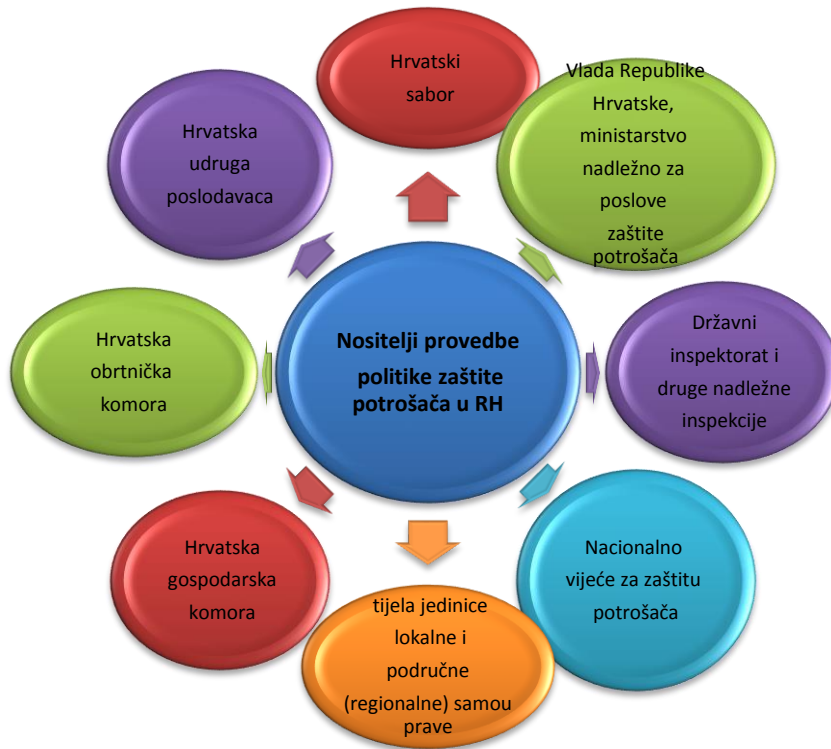 Hrvatski
sabor
Vlada Republike
Hrvatske,
ministarstvo
nadležno za
poslove
zaštite
potrošača
Državni
inspektorat i
druge nadležne
inspekcije
Nacionalno
vijeće za zaštitu
potrošača
tijela jedinice
lokalne i
područne
(regionalne) samou
prave
Hrvatska
gospodarska
komora
Hrvatska
obrtnička
komora
Hrvatska
udruga
poslodavaca
Nositelji provedbe
politike zaštite
potrošača u RH